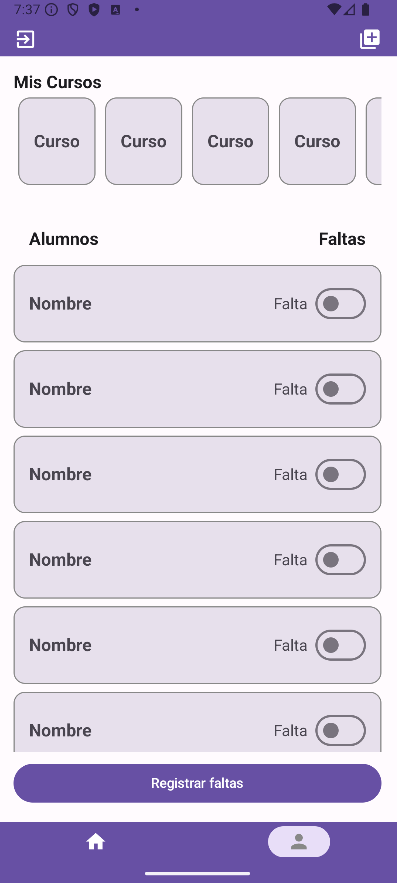 7:37
Mis Cursos
Curso Curso Curso Curso
Alumnos Faltas
Nombre Falta
Nombre Falta
Nombre Falta
Nombre Falta
Nombre Falta
Nombre Falta
Registrar faltas